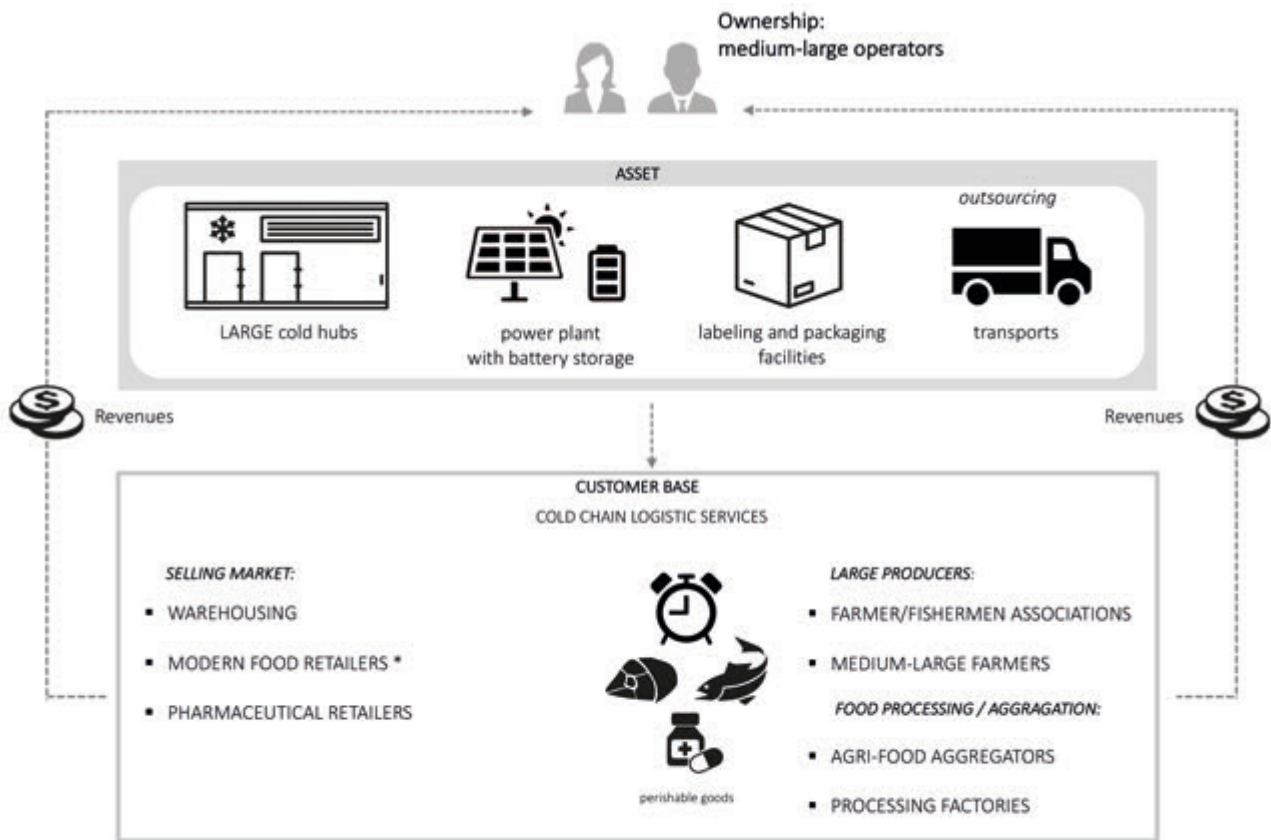 Ownership:
medium-large operators
ASSET
outsourcing
LARGE cold hubs
power plant
with battery storage
labeling and packaging
facilities
transports
$
Revenues
Revenues
$
CUSTOMER BASE
COLD CHAIN LOGISTIC SERVICES
SELLING MARKET:
▪ WAREHOUSING
▪ MODERN FOOD RETAILERS *
▪ PHARMACEUTICAL RETAILERS
perishable goods
LARGE PRODUCERS:
▪ FARMER/FISHERMEN ASSOCIATIONS
▪ MEDIUM-LARGE FARMERS
FOOD PROCESSING / AGGRAGATION:
▪ AGRI-FOOD AGGREGATORS
▪ PROCESSING FACTORIES